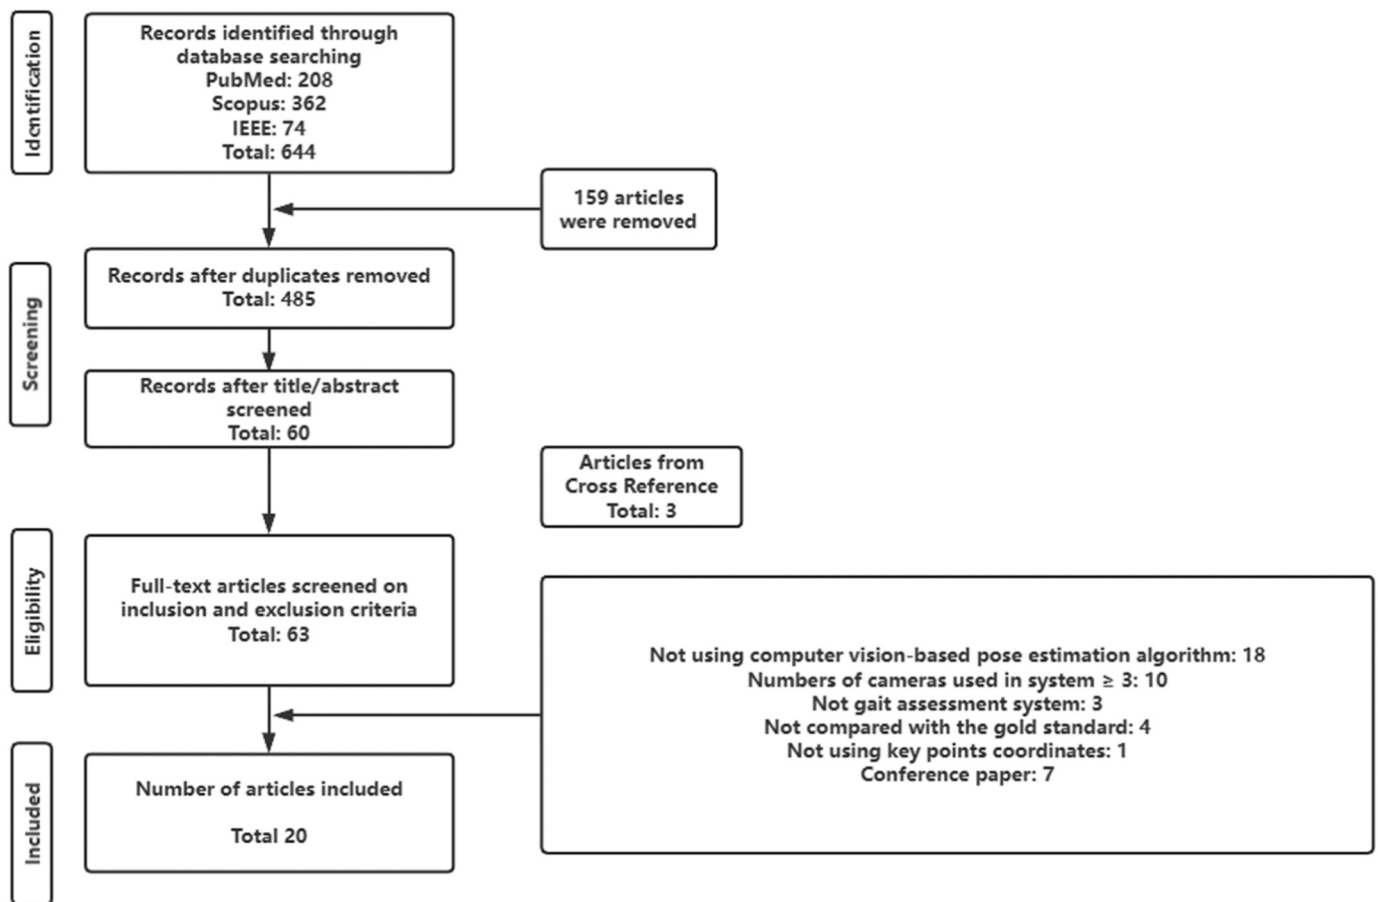 Identification
Records identified through
database searching
PubMed: 208
Scopus: 362
IEEE: 74
Total: 644
159 articles
were removed
Screening
Records after duplicates removed
Total: 485
Records after title/abstract
screened
Total: 60
Articles from
Cross Reference
Total: 3
Eligibility
Full-text articles screened on
inclusion and exclusion criteria
Total: 63
Not using computer vision-based pose estimation algorithm: 18
Numbers of cameras used in system ≥ 3: 10
Not gait assessment system: 3
Not compared with the gold standard: 4
Not using key points coordinates: 1
Conference paper: 7
Included
Number of articles included
Total 20